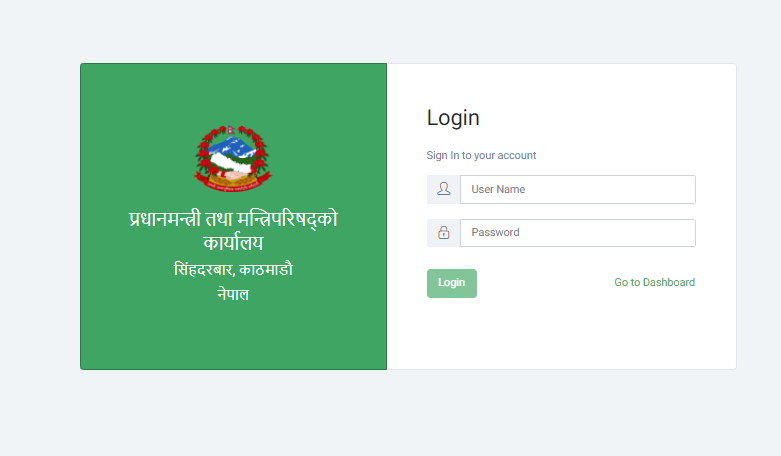 प्रधानमन्त्री तथा मन्त्रिपरिषद्को
कार्यालय
सिंहदरबार, काठमाडौं
नेपाल
Login
Sign In to your account
User Name
Password
Login
Go to Dashboard